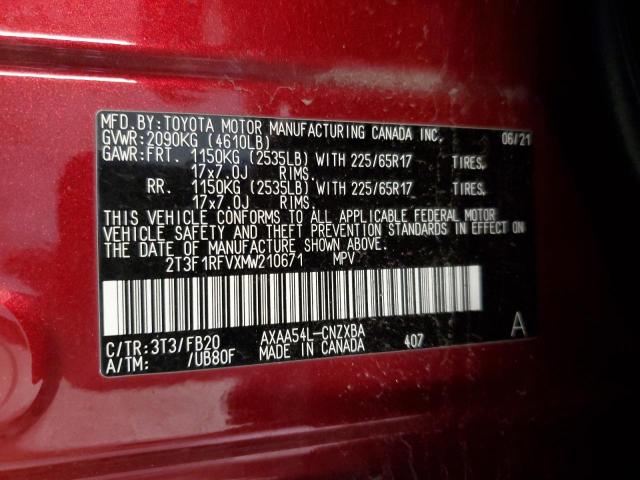 MFD.BY:TOYOTA MOTOR MANUFACTURING CANADA INC. 06/21
GVWR:2090KG (4610LB)
GAWR:FRT. 1150KG (2535LB) WITH 225/65R17 TIRES.
17x7.0J RIMS.
RR. 1150KG (2535LB) WITH 225/65R17 TIRES.
17x7.0J RIMS.
THIS VEHICLE CONFORMS TO ALL APPLICABLE FEDERAL MOTOR
VEHICLE SAFETY AND THEFT PREVENTION STANDARDS IN EFFECT ON
THE DATE OF MANUFACTURE SHOWN ABOVE.
2T3F1RFVXMW210671 MPV
C/TR:3T3/FB20 AXAA54L-CNZXBA 407 A
A/TM: /UB80F MADE IN CANADA